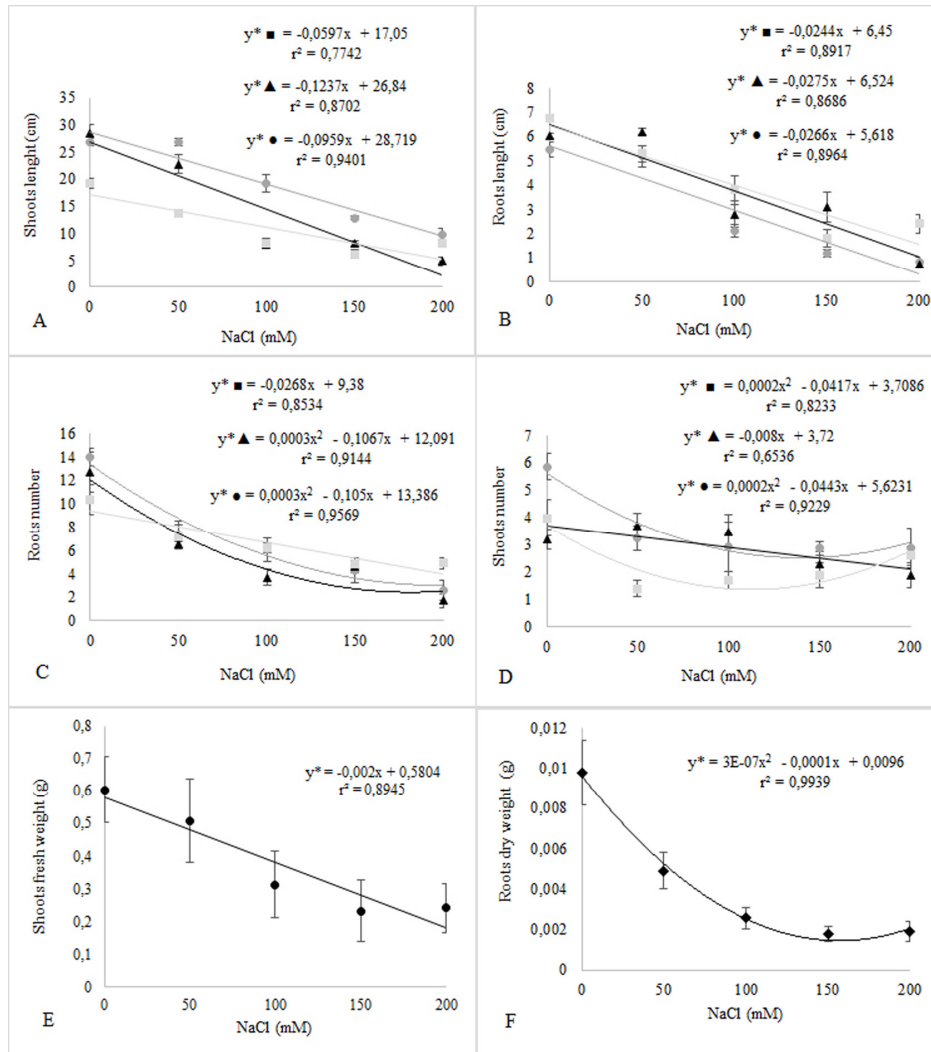 y* ■ = -0,0597x + 17,05
r² = 0,7742
y* ▲ = -0,1237x + 26,84
r² = 0,8702
y* ● = -0,0959x + 28,719
r² = 0,9401
Shoots lenght (cm)
35
30
25
20
15
10
5
0
0 50 100 150 200
NaCl (mM)
A
y* ■ = -0,0244x + 6,45
r² = 0,8917
y* ▲ = -0,0275x + 6,524
r² = 0,8686
y* ● = -0,0266x + 5,618
r² = 0,8964
Roots lenght (cm)
8
7
6
5
4
3
2
1
0
0 50 100 150 200
NaCl (mM)
B
y* ■ = -0,0268x + 9,38
r² = 0,8534
y* ▲ = 0,0003x² - 0,1067x + 12,091
r² = 0,9144
y* ● = 0,0003x² - 0,105x + 13,386
r² = 0,9569
Roots number
16
14
12
10
8
6
4
2
0
0 50 100 150 200
NaCl (mM)
C
y* ■ = 0,0002x² - 0,0417x + 3,7086
r² = 0,8233
y* ▲ = -0,008x + 3,72
r² = 0,6536
y* ● = 0,0002x² - 0,0443x + 5,6231
r² = 0,9229
Shoots number
8
7
6
5
4
3
2
1
0
0 50 100 150 200
NaCl (mM)
D
y* = -0,002x + 0,5804
r² = 0,8945
Shoots fresh weight (g)
0,8
0,7
0,6
0,5
0,4
0,3
0,2
0,1
0
0 50 100 150 200
NaCl (mM)
E
y* = 3E-07x² - 0,0001x + 0,0096
r² = 0,9939
Roots dry weight (g)
0,012
0,01
0,008
0,006
0,004
0,002
0
0 50 100 150 200
NaCl (mM)
F